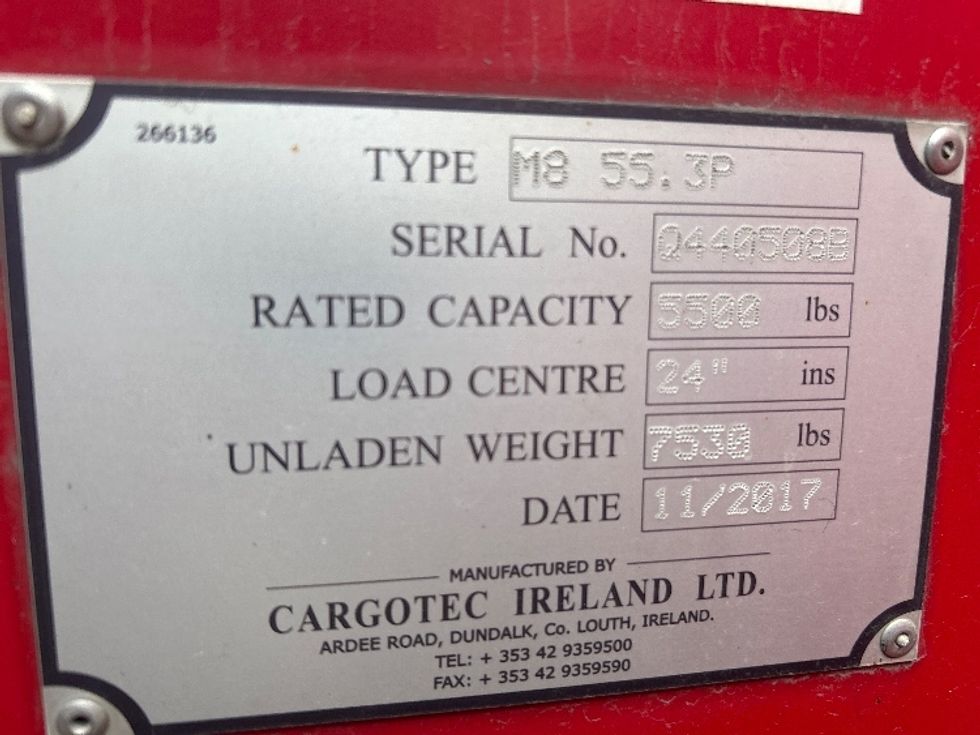 266136
TYPE M8 55.3P
SERIAL No. Q440508B
RATED CAPACITY 5500 lbs
LOAD CENTRE 24" ins
UNLADEN WEIGHT 7530 lbs
DATE 11/2017
MANUFACTURED BY
CARGOTEC IRELAND LTD.
ARDEE ROAD, DUNDALK, Co. LOUTH, IRELAND.
TEL: + 353 42 9359500
FAX: + 353 42 9359590